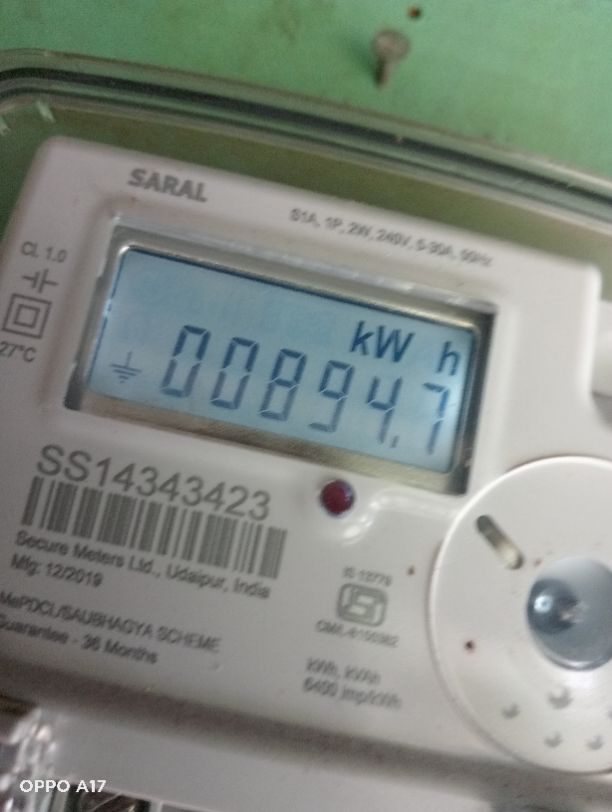 SARAL
S1A, 1P, 2W, 240V, 5-30A, 50Hz
Cl. 1.0
27°C
kW h
00894.7
SS14343423
Secure Meters Ltd., Udaipur, India
Mfg: 12/2019
MePDCL/SAUBHAGYA SCHEME
Guarantee - 36 Months
IS 13779
kWh, kVAh
6400 imp/kWh
OPPO A17